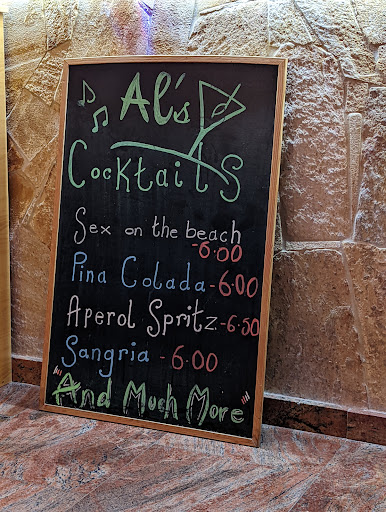 Al's
Cocktails
Sex on the beach
-6.00
Pina Colada - 6.00
Aperol Spritz - 6.50
Sangria - 6.00
"And Much More"